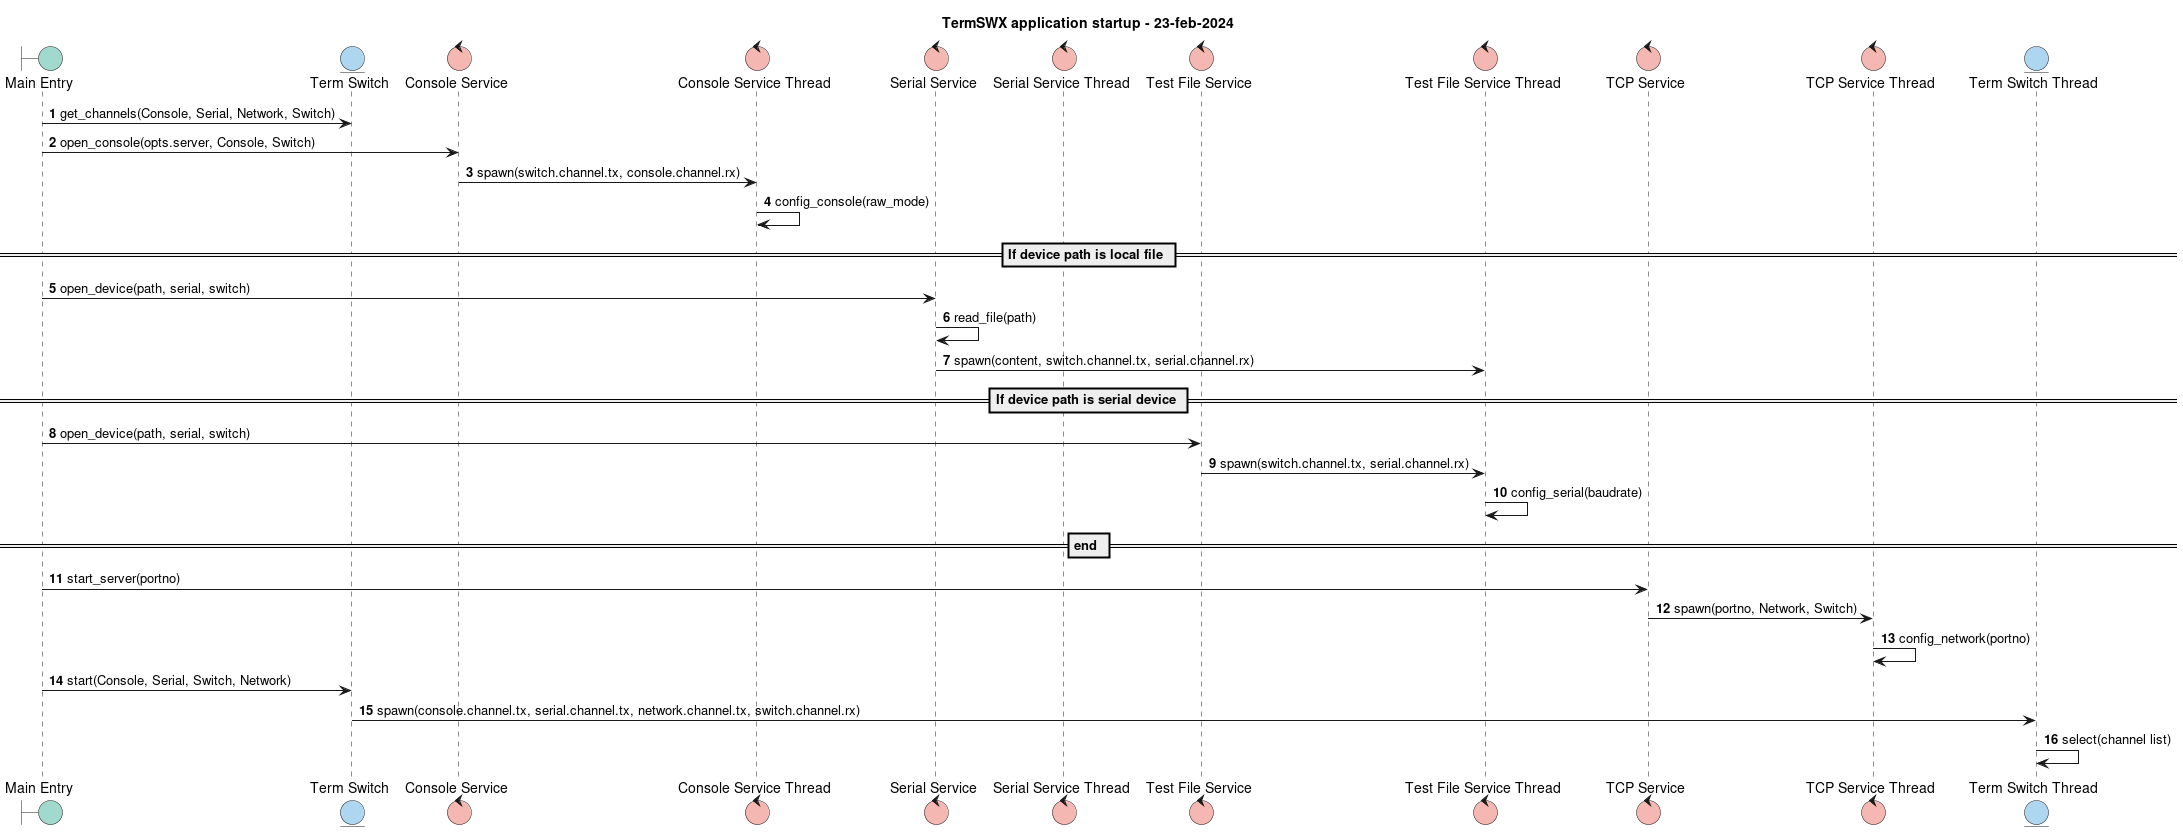 TermSWX application startup - 23-feb-2024
Main Entry Term Switch Console Service Console Service Thread Serial Service Serial Service Thread Test File Service Test File Service Thread TCP Service TCP Service Thread Term Switch Thread
1 get_channels(Console, Serial, Network, Switch)
2 open_console(opts.server, Console, Switch)
3 spawn(switch.channel.tx, console.channel.rx)
4 config_console(raw_mode)
If device path is local file
5 open_device(path, serial, switch)
6 read_file(path)
7 spawn(content, switch.channel.tx, serial.channel.rx)
If device path is serial device
8 open_device(path, serial, switch)
9 spawn(switch.channel.tx, serial.channel.rx)
10 config_serial(baudrate)
end
11 start_server(portno)
12 spawn(portno, Network, Switch)
13 config_network(portno)
14 start(Console, Serial, Switch, Network)
15 spawn(console.channel.tx, serial.channel.tx, network.channel.tx, switch.channel.rx)
16 select(channel list)
Main Entry Term Switch Console Service Console Service Thread Serial Service Serial Service Thread Test File Service Test File Service Thread TCP Service TCP Service Thread Term Switch Thread